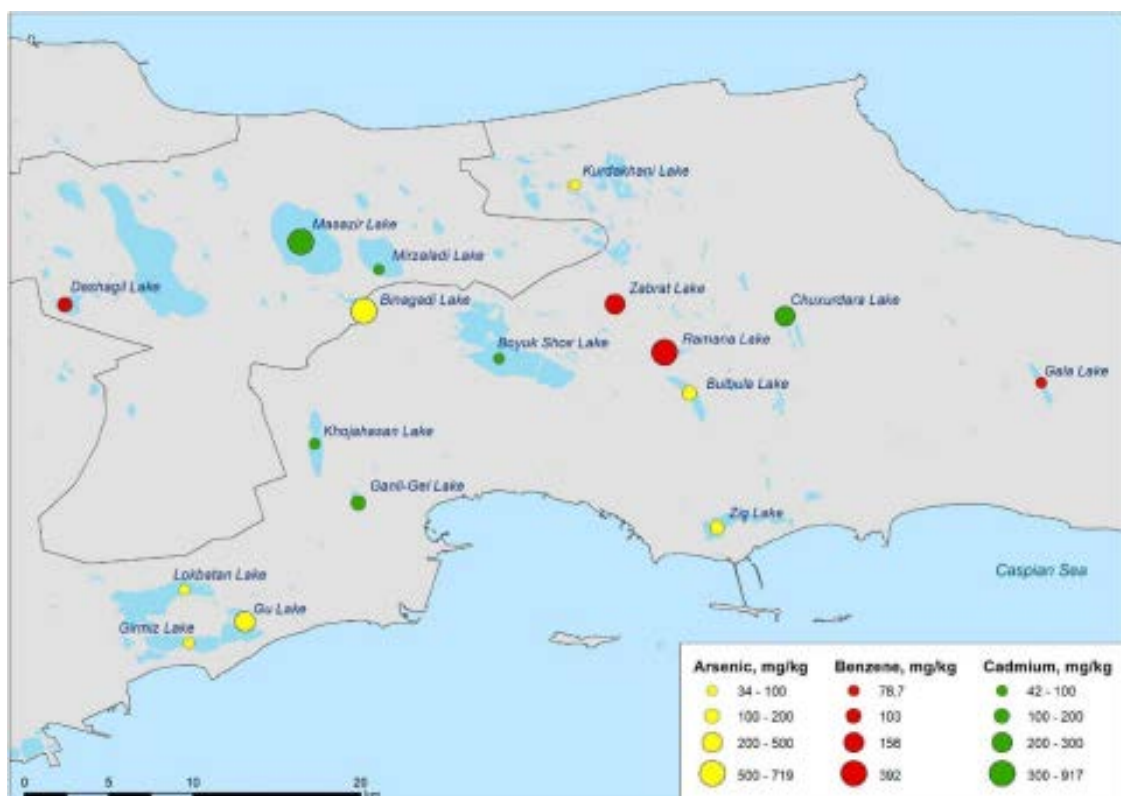 Kurdakhani Lake
Masazir Lake
Mirzaladi Lake
Dashagil Lake
Binagadi Lake
Zabrat Lake
Chuxurdara Lake
Boyuk Shor Lake
Ramana Lake
Bulbula Lake
Gala Lake
Khojahasan Lake
Ganli-Gel Lake
Zig Lake
Lokbatan Lake
Caspian Sea
Gu Lake
Girmiz Lake
Arsenic, mg/kg Benzene, mg/kg Cadmium, mg/kg
34 - 100 78.7 42 - 100
100 - 200 103 100 - 200
200 - 500 156 200 - 300
500 - 719 392 300 - 917
0 5 10 20